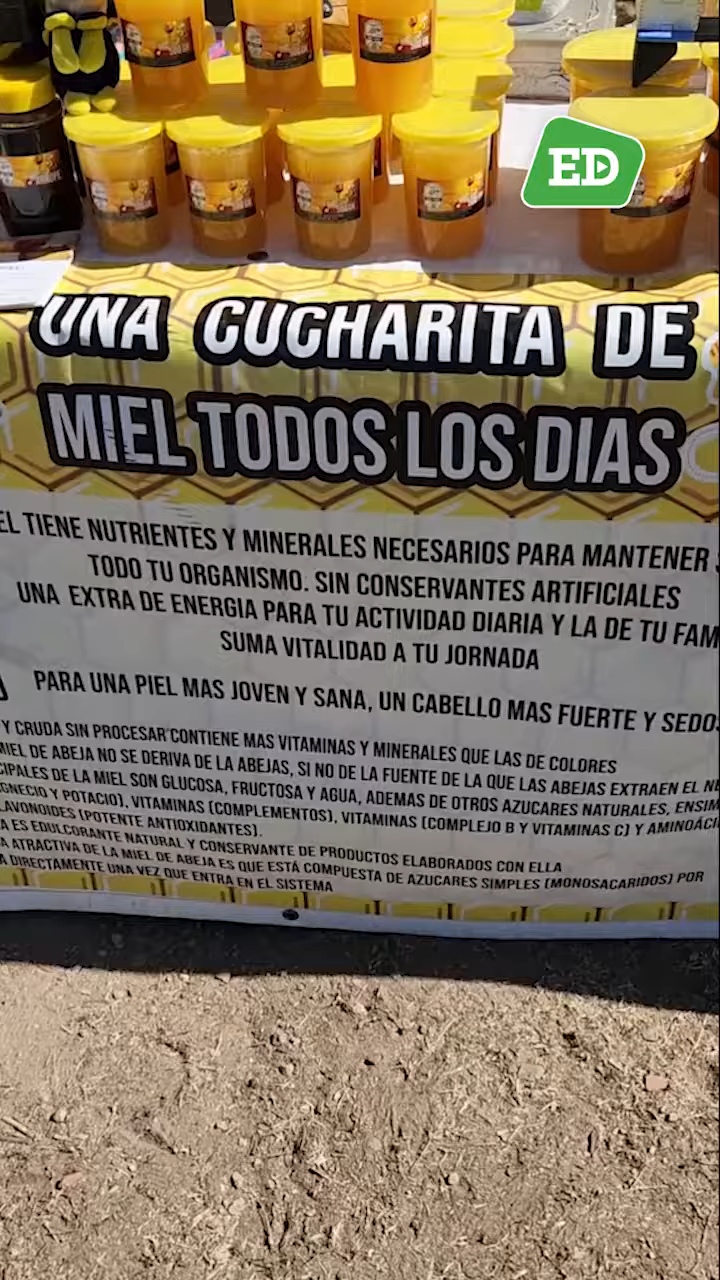 ED
UNA CUCHARITA DE
MIEL TODOS LOS DIAS
EL TIENE NUTRIENTES Y MINERALES NECESARIOS PARA MANTENER
TODO TU ORGANISMO. SIN CONSERVANTES ARTIFICIALES
UNA EXTRA DE ENERGIA PARA TU ACTIVIDAD DIARIA Y LA DE TU FAM
SUMA VITALIDAD A TU JORNADA
PARA UNA PIEL MAS JOVEN Y SANA, UN CABELLO MAS FUERTE Y SEDOS
Y CRUDA SIN PROCESAR CONTIENE MAS VITAMINAS Y MINERALES QUE LAS DE COLORES
MIEL DE ABEJA NO SE DERIVA DE LA ABEJAS, SI NO DE LA FUENTE DE LA QUE LAS ABEJAS EXTRAEN EL NE
CIPALES DE LA MIEL SON GLUCOSA, FRUCTOSA Y AGUA, ADEMAS DE OTROS AZUCARES NATURALES, ENSIM
GNECIO Y POTACIO), VITAMINAS (COMPLEMENTOS), VITAMINAS (COMPLEJO B Y VITAMINAS C) Y AMINOÁCI
LAVONOIDES (POTENTE ANTIOXIDANTES).
A ES EDULCORANTE NATURAL Y CONSERVANTE DE PRODUCTOS ELABORADOS CON ELLA
A ATRACTIVA DE LA MIEL DE ABEJA ES QUE ESTÁ COMPUESTA DE AZUCARES SIMPLES (MONOSACARIDOS) POR
A DIRECTAMENTE UNA VEZ QUE ENTRA EN EL SISTEMA